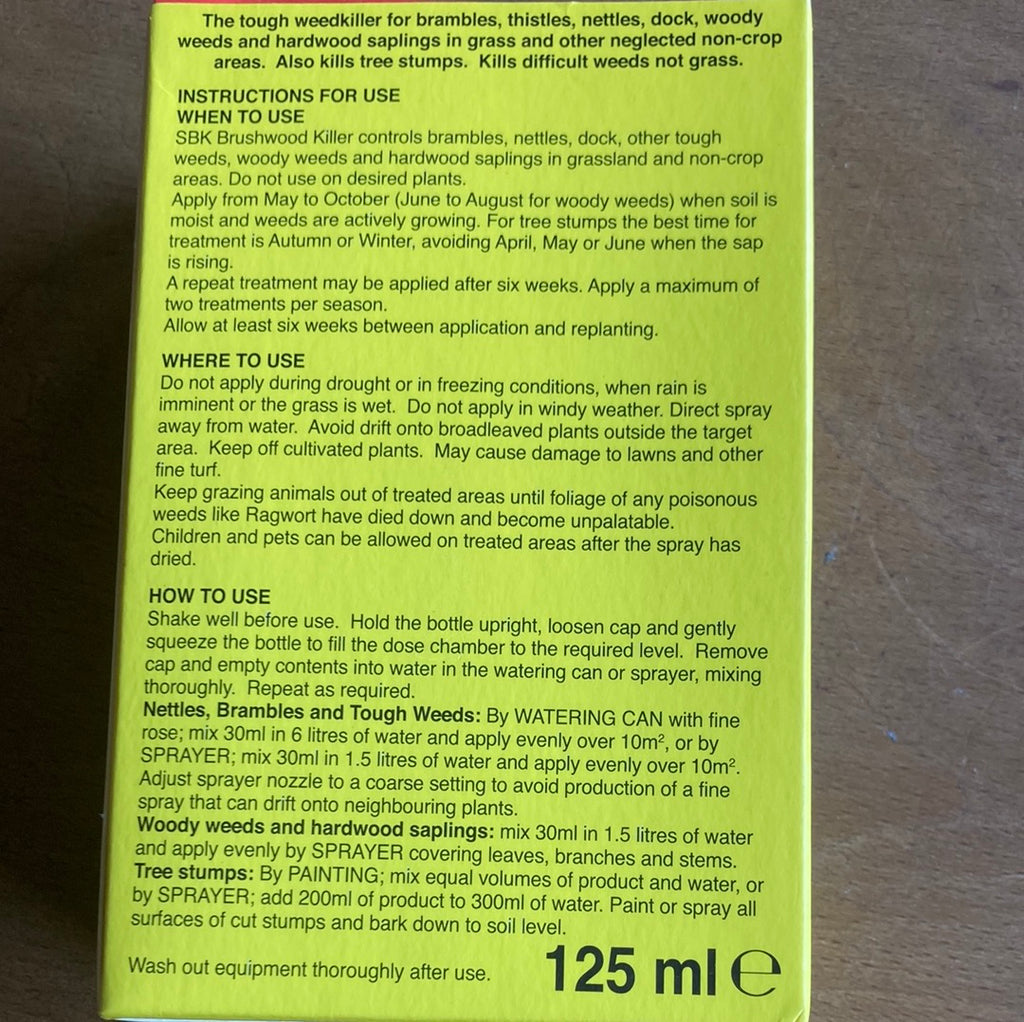 The tough weedkiller for brambles, thistles, nettles, dock, woody
weeds and hardwood saplings in grass and other neglected non-crop
areas. Also kills tree stumps. Kills difficult weeds not grass.
INSTRUCTIONS FOR USE
WHEN TO USE
SBK Brushwood Killer controls brambles, nettles, dock, other tough
weeds, woody weeds and hardwood saplings in grassland and non-crop
areas. Do not use on desired plants.
Apply from May to October (June to August for woody weeds) when soil is
moist and weeds are actively growing. For tree stumps the best time for
treatment is Autumn or Winter, avoiding April, May or June when the sap
is rising.
A repeat treatment may be applied after six weeks. Apply a maximum of
two treatments per season.
Allow at least six weeks between application and replanting.
WHERE TO USE
Do not apply during drought or in freezing conditions, when rain is
imminent or the grass is wet. Do not apply in windy weather. Direct spray
away from water. Avoid drift onto broadleaved plants outside the target
area. Keep off cultivated plants. May cause damage to lawns and other
fine turf.
Keep grazing animals out of treated areas until foliage of any poisonous
weeds like Ragwort have died down and become unpalatable.
Children and pets can be allowed on treated areas after the spray has
dried.
HOW TO USE
Shake well before use. Hold the bottle upright, loosen cap and gently
squeeze the bottle to fill the dose chamber to the required level. Remove
cap and empty contents into water in the watering can or sprayer, mixing
thoroughly. Repeat as required.
Nettles, Brambles and Tough Weeds: By WATERING CAN with fine
rose; mix 30ml in 6 litres of water and apply evenly over 10m², or by
SPRAYER; mix 30ml in 1.5 litres of water and apply evenly over 10m².
Adjust sprayer nozzle to a coarse setting to avoid production of a fine
spray that can drift onto neighbouring plants.
Woody weeds and hardwood saplings: mix 30ml in 1.5 litres of water
and apply evenly by SPRAYER covering leaves, branches and stems.
Tree stumps: By PAINTING; mix equal volumes of product and water, or
by SPRAYER; add 200ml of product to 300ml of water. Paint or spray all
surfaces of cut stumps and bark down to soil level.
Wash out equipment thoroughly after use. 125 ml ℮